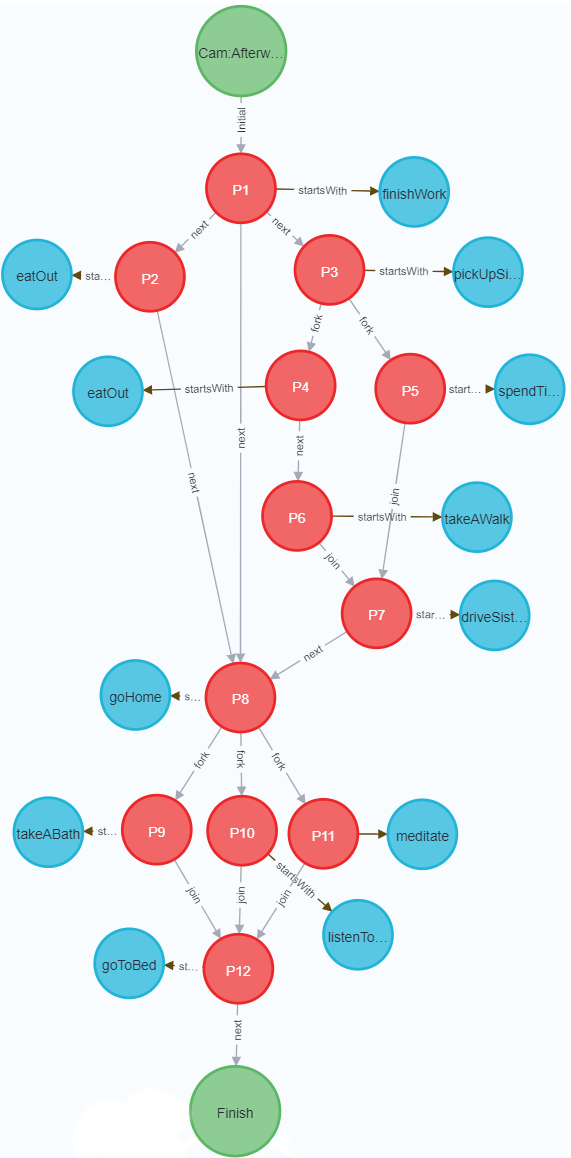 Cam:Afterw...
Initial
P1
startsWith
finishWork
next
next
P2
P3
eatOut
sta...
startsWith
pickUpSi...
fork
fork
P4
P5
eatOut
startsWith
start...
spendTi...
next
next
next
join
P6
startsWith
takeAWalk
join
P7
star...
driveSist...
next
goHome
s...
P8
fork
fork
fork
takeABath
st...
P9
P10
P11
meditate
startsWith
join
join
join
listenTo...
goToBed
st...
P12
next
Finish